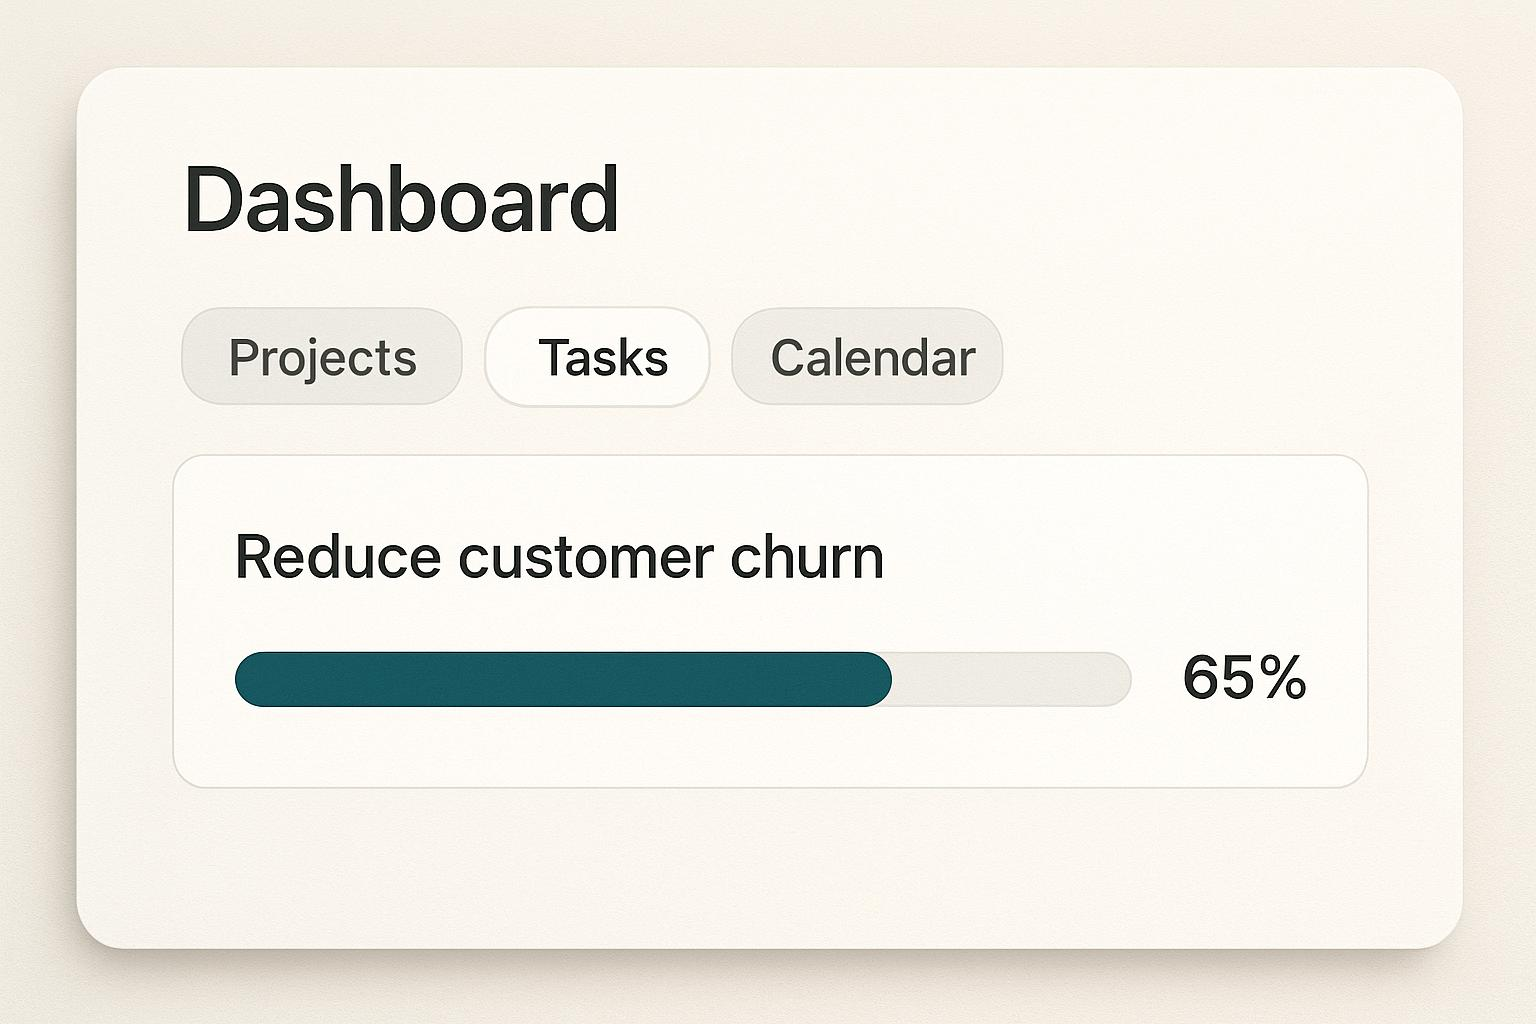 Dashboard
Projects Tasks Calendar
Reduce customer churn
65%